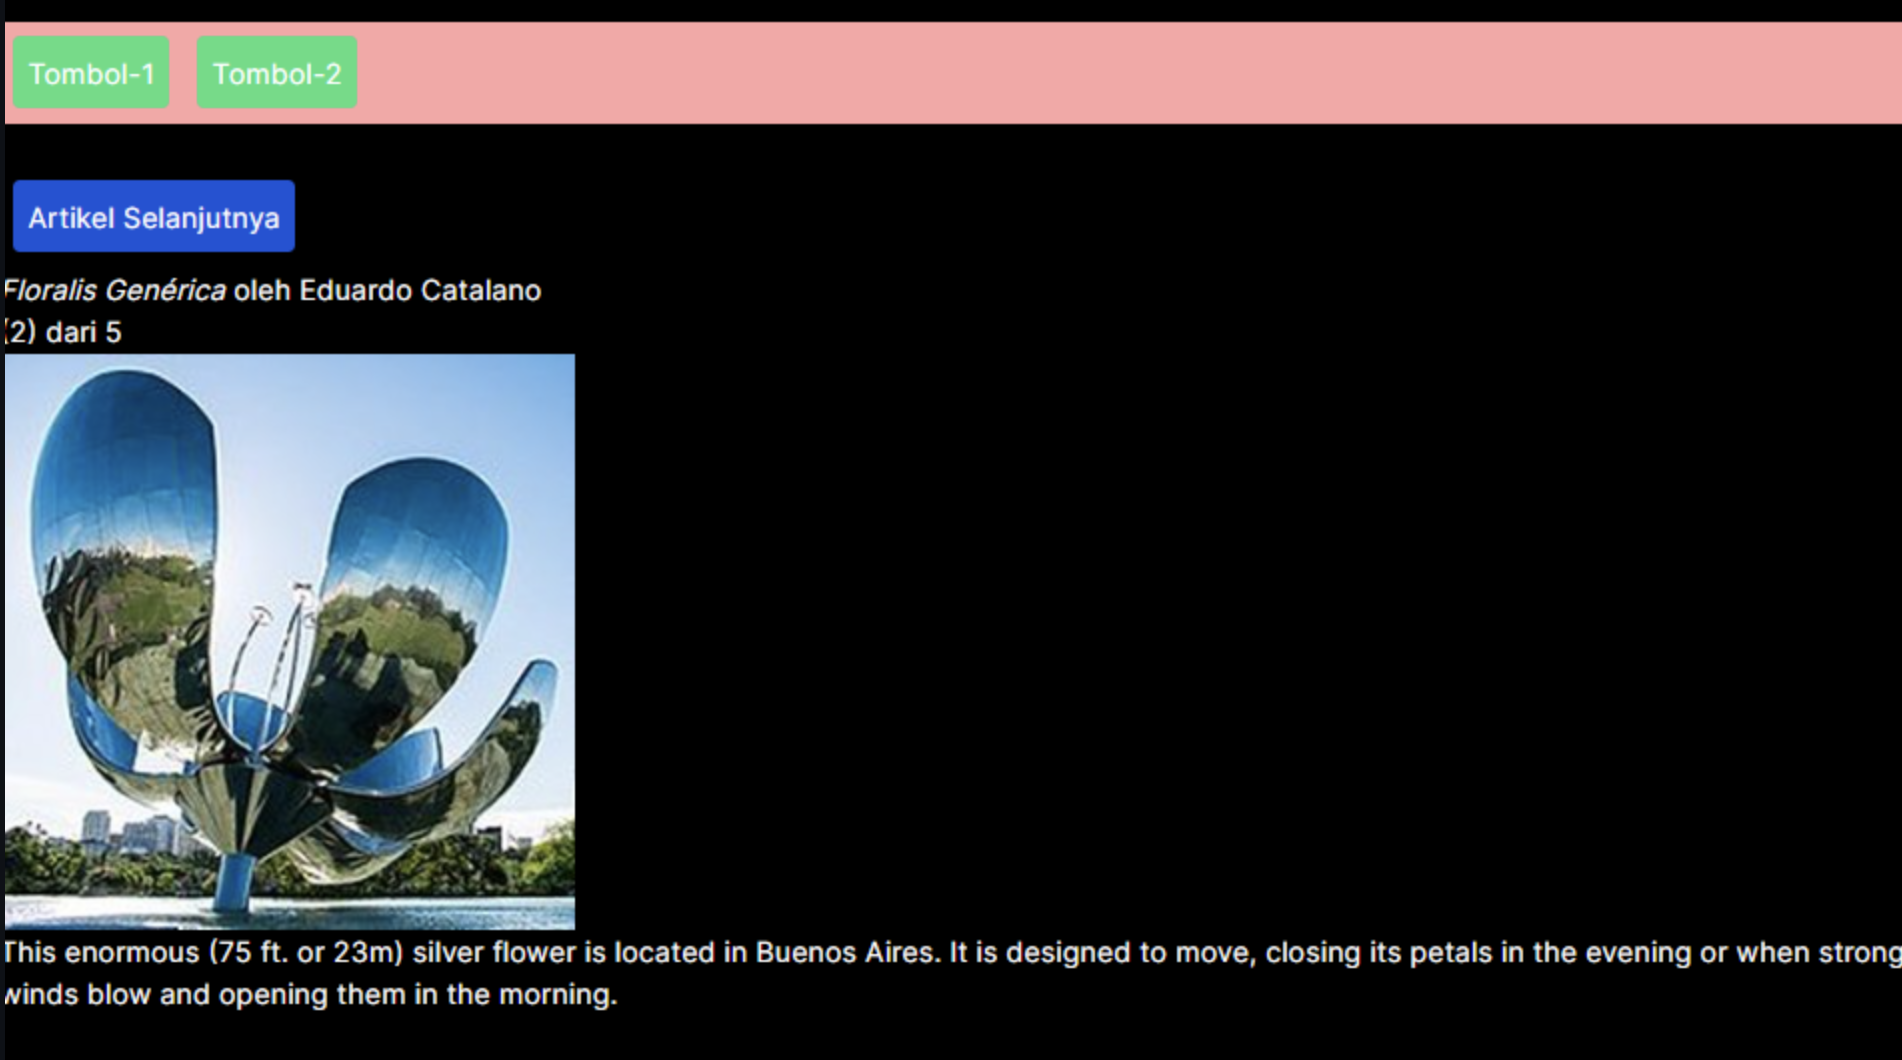 Tombol-1 Tombol-2
Artikel Selanjutnya
Floralis Genérica oleh Eduardo Catalano
(2) dari 5
This enormous (75 ft. or 23m) silver flower is located in Buenos Aires. It is designed to move, closing its petals in the evening or when strong
winds blow and opening them in the morning.